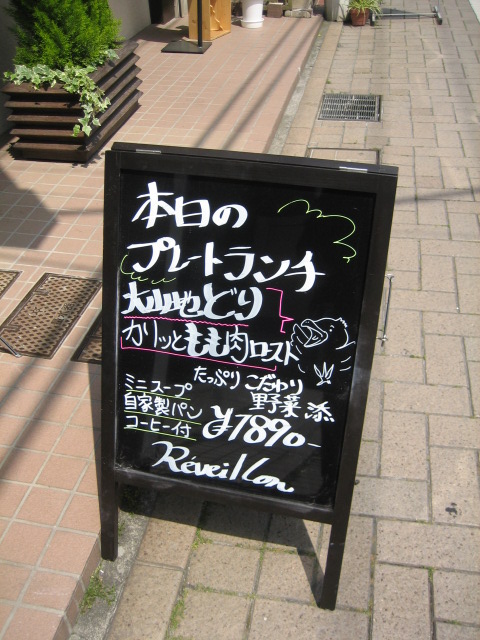 本日の
プレートランチ
大山地どり
カリッともも肉ロースト
たっぷり こだわり
野菜 添
ミニスープ
自家製パン
コーヒー付 ¥1890-
Réveillon